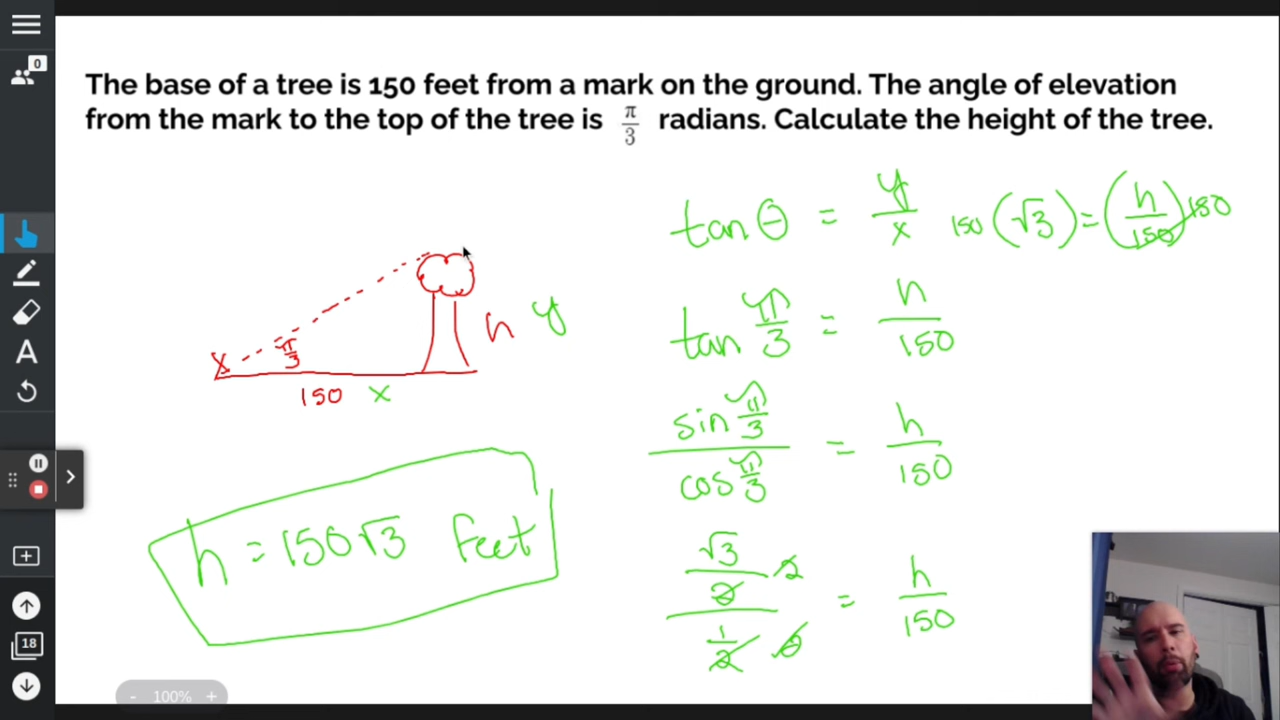 0
The base of a tree is 150 feet from a mark on the ground. The angle of elevation
from the mark to the top of the tree is π/3 radians. Calculate the height of the tree.
tan θ = y/x 150(√3) = (h/150)150
tan π/3 = h/150
x π/3 h y
150 x
sin π/3 / cos π/3 = h/150
h = 150√3 feet
√3/2 · 2 / 1/2 · 2 = h/150
A
18
- 100% +